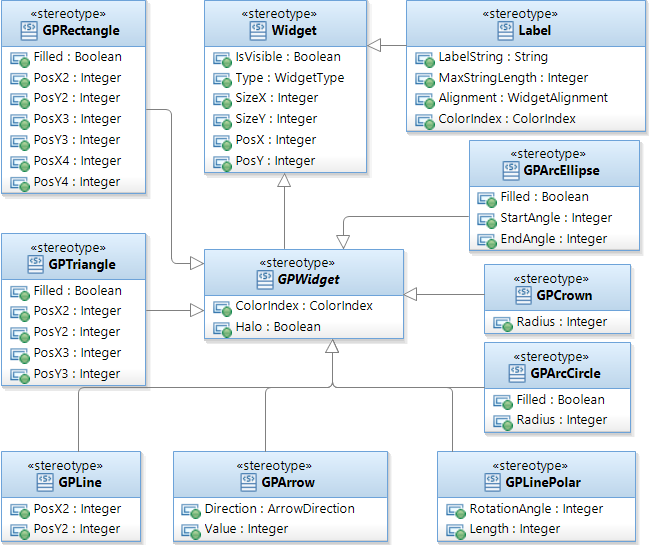 «stereotype»
GPRectangle
Filled : Boolean
PosX2 : Integer
PosY2 : Integer
PosX3 : Integer
PosY3 : Integer
PosX4 : Integer
PosY4 : Integer
«stereotype»
Widget
IsVisible : Boolean
Type : WidgetType
SizeX : Integer
SizeY : Integer
PosX : Integer
PosY : Integer
«stereotype»
Label
LabelString : String
MaxStringLength : Integer
Alignment : WidgetAlignment
ColorIndex : ColorIndex
«stereotype»
GPArcEllipse
Filled : Boolean
StartAngle : Integer
EndAngle : Integer
«stereotype»
GPTriangle
Filled : Boolean
PosX2 : Integer
PosY2 : Integer
PosX3 : Integer
PosY3 : Integer
«stereotype»
GPWidget
ColorIndex : ColorIndex
Halo : Boolean
«stereotype»
GPCrown
Radius : Integer
«stereotype»
GPArcCircle
Filled : Boolean
Radius : Integer
«stereotype»
GPLine
PosX2 : Integer
PosY2 : Integer
«stereotype»
GPArrow
Direction : ArrowDirection
Value : Integer
«stereotype»
GPLinePolar
RotationAngle : Integer
Length : Integer